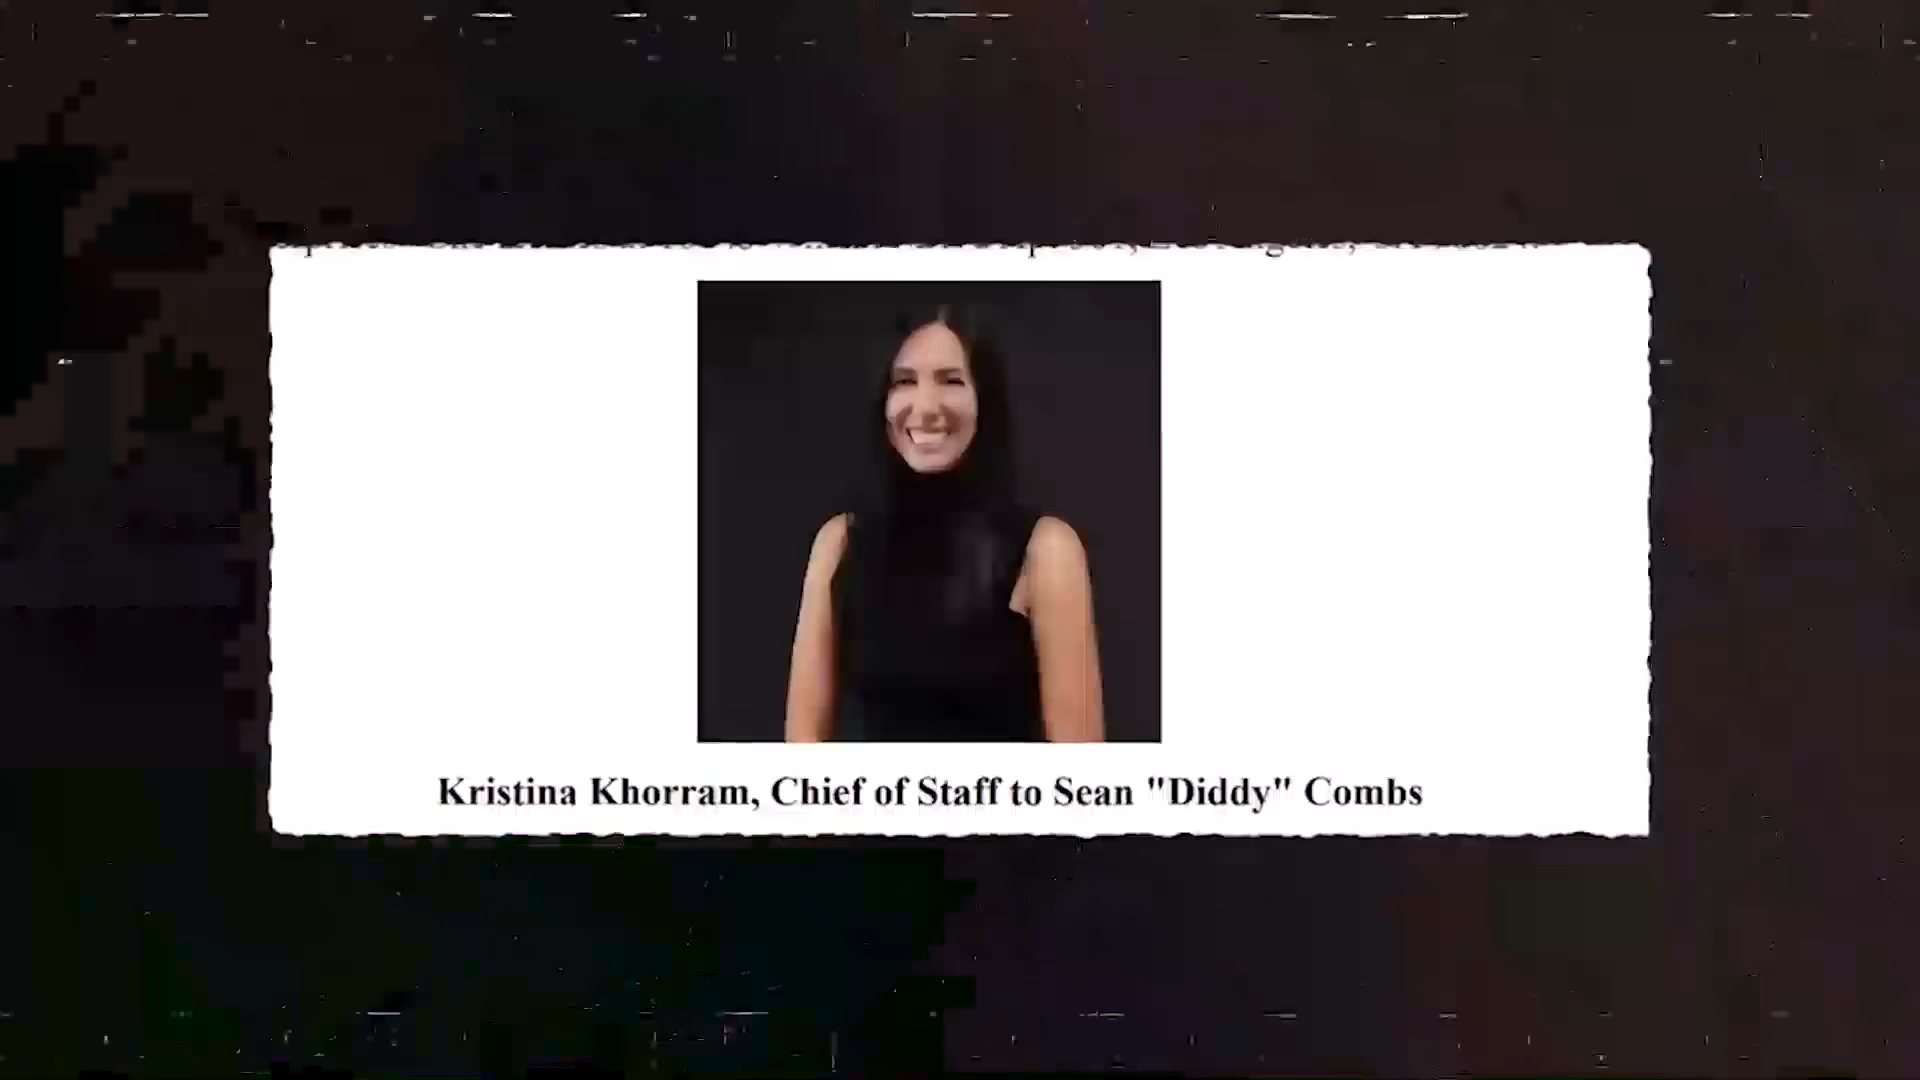 Kristina Khorram, Chief of Staff to Sean "Diddy" Combs